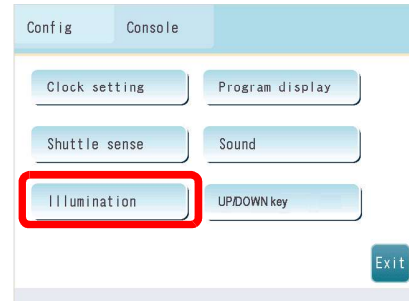 Config Console
Clock setting Program display
Shuttle sense Sound
Illumination UP/DOWN key
Exit